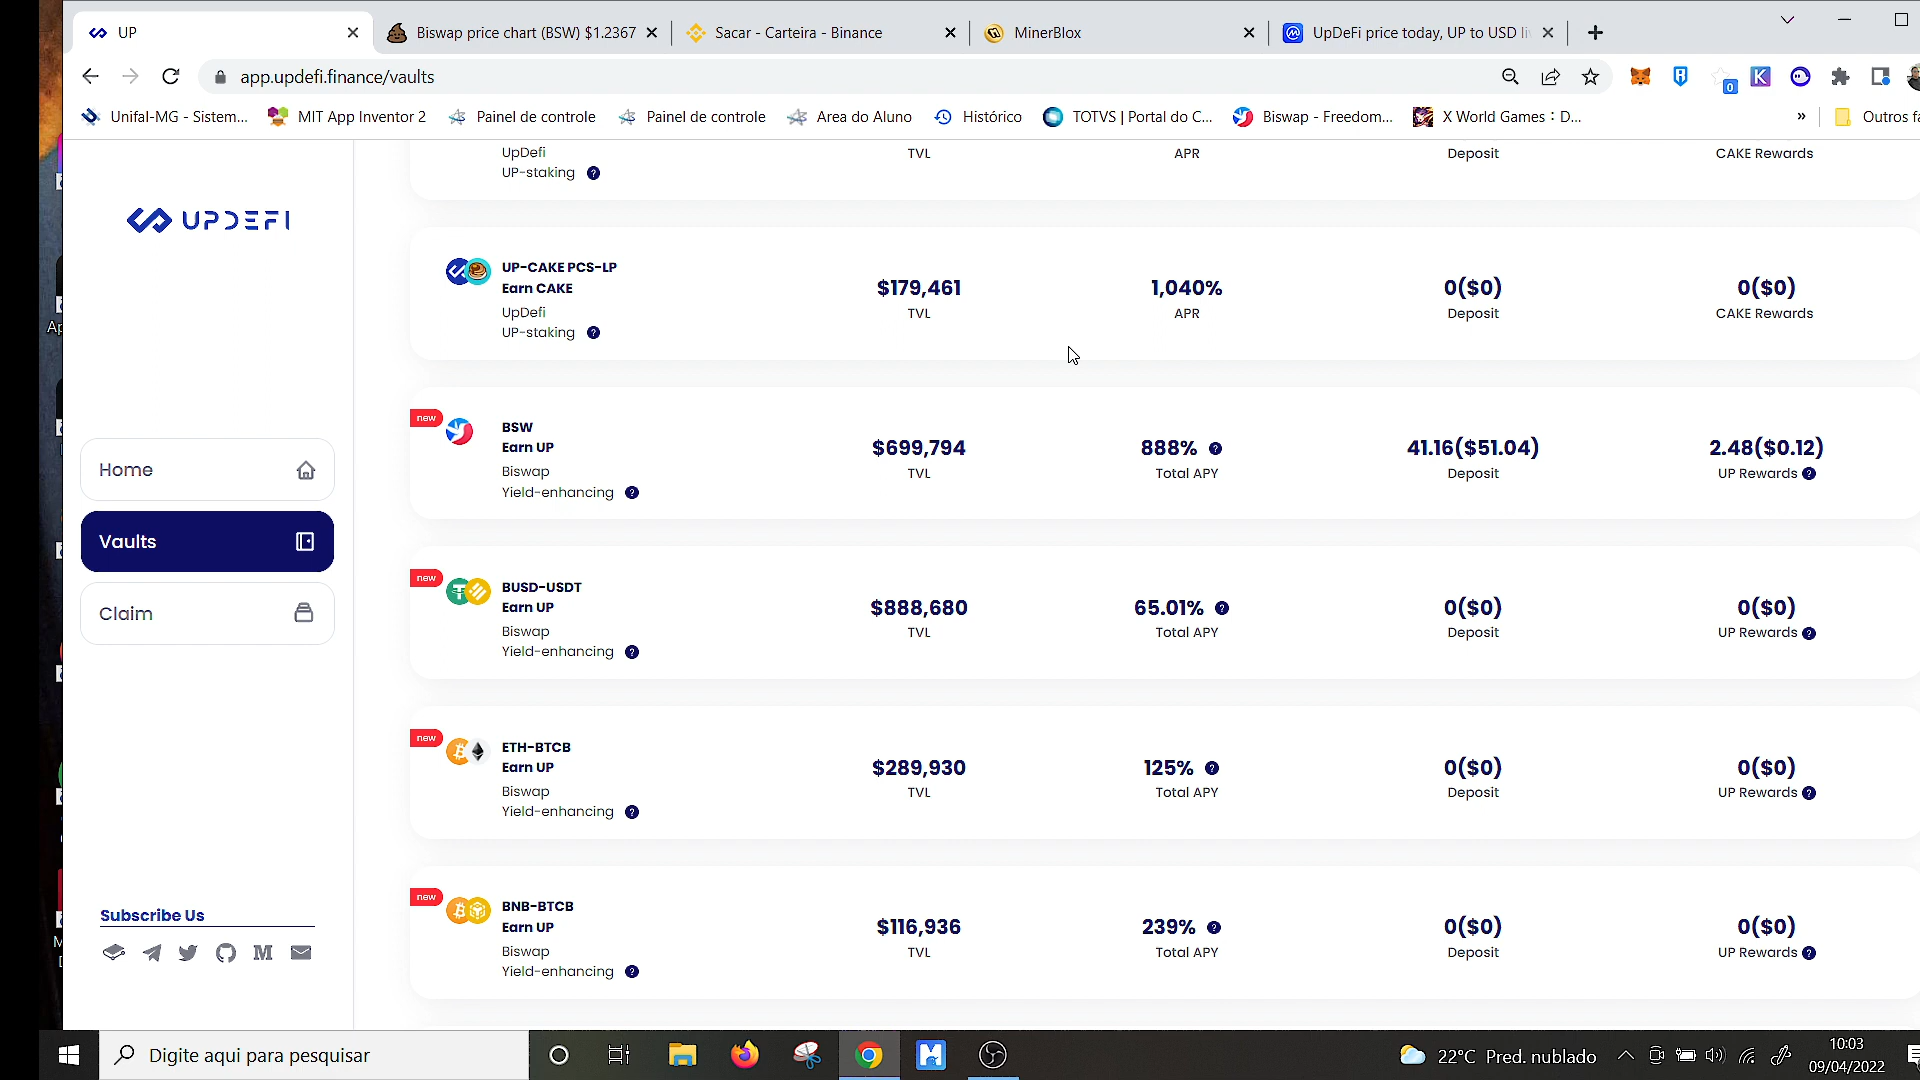 UP
Biswap price chart (BSW) $1.2367
Sacar - Carteira - Binance
MinerBlox
UpDeFi price today, UP to USD li
app.updefi.finance/vaults
0
Unifal-MG - Sistem...
MIT App Inventor 2
Painel de controle
Painel de controle
Area do Aluno
Histórico
TOTVS | Portal do C...
Biswap - Freedom...
X World Games : D...
»
Outros fa
UPDEFI
Home
Vaults
Claim
Subscribe Us
UpDefi
UP-staking
TVL
APR
Deposit
CAKE Rewards
UP-CAKE PCS-LP
Earn CAKE
UpDefi
UP-staking
$179,461
TVL
1,040%
APR
0($0)
Deposit
0($0)
CAKE Rewards
new
BSW
Earn UP
Biswap
Yield-enhancing
$699,794
TVL
888%
Total APY
41.16($51.04)
Deposit
2.48($0.12)
UP Rewards
new
BUSD-USDT
Earn UP
Biswap
Yield-enhancing
$888,680
TVL
65.01%
Total APY
0($0)
Deposit
0($0)
UP Rewards
new
ETH-BTCB
Earn UP
Biswap
Yield-enhancing
$289,930
TVL
125%
Total APY
0($0)
Deposit
0($0)
UP Rewards
new
BNB-BTCB
Earn UP
Biswap
Yield-enhancing
$116,936
TVL
239%
Total APY
0($0)
Deposit
0($0)
UP Rewards
Digite aqui para pesquisar
22°C Pred. nublado
10:03
09/04/2022